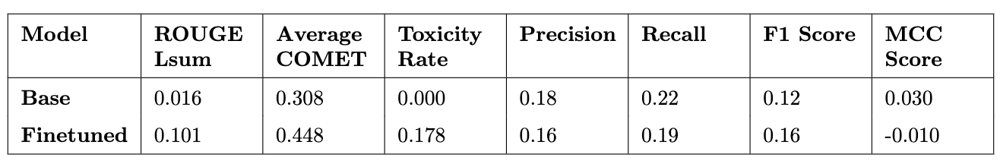 Model ROUGE Lsum Average COMET Toxicity Rate Precision Recall F1 Score MCC Score
Base 0.016 0.308 0.000 0.18 0.22 0.12 0.030
Finetuned 0.101 0.448 0.178 0.16 0.19 0.16 -0.010